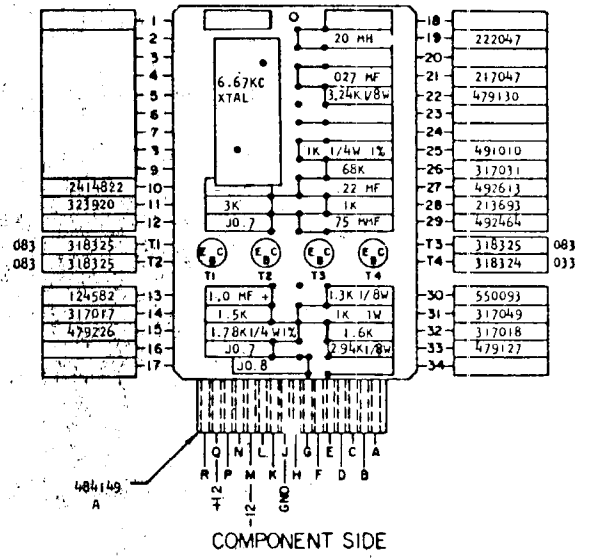 1 18
2 20 MH 19 222047
3 20
4 027 MF 21 217047
5 6.67KC XTAL 3.24K 1/8W 22 479130
6 23
7 24
8 1K 1/4W 1% 25 491010
9 68K 26 317031
2414822 10 .22 MF 27 492613
323920 11 3K 1K 28 213693
12 J0.7 75 MMF 29 492464
083 318325 T1 E B C E B C E B C E B C T3 318325 083
083 318325 T2 T1 T2 T3 T4 T4 318324 033
124582 13 1.0 MF + 1.3K 1/8W 30 550093
317017 14 1.5K 1K 1W 31 317049
479226 15 1.78K 1/4W 1% 1.6K 32 317018
16 J0.7 2.94K 1/8W 33 479127
17 J0.8 34
R Q P N M L K J H G F E D C B A
+12 -12 GND
484149
A
COMPONENT SIDE